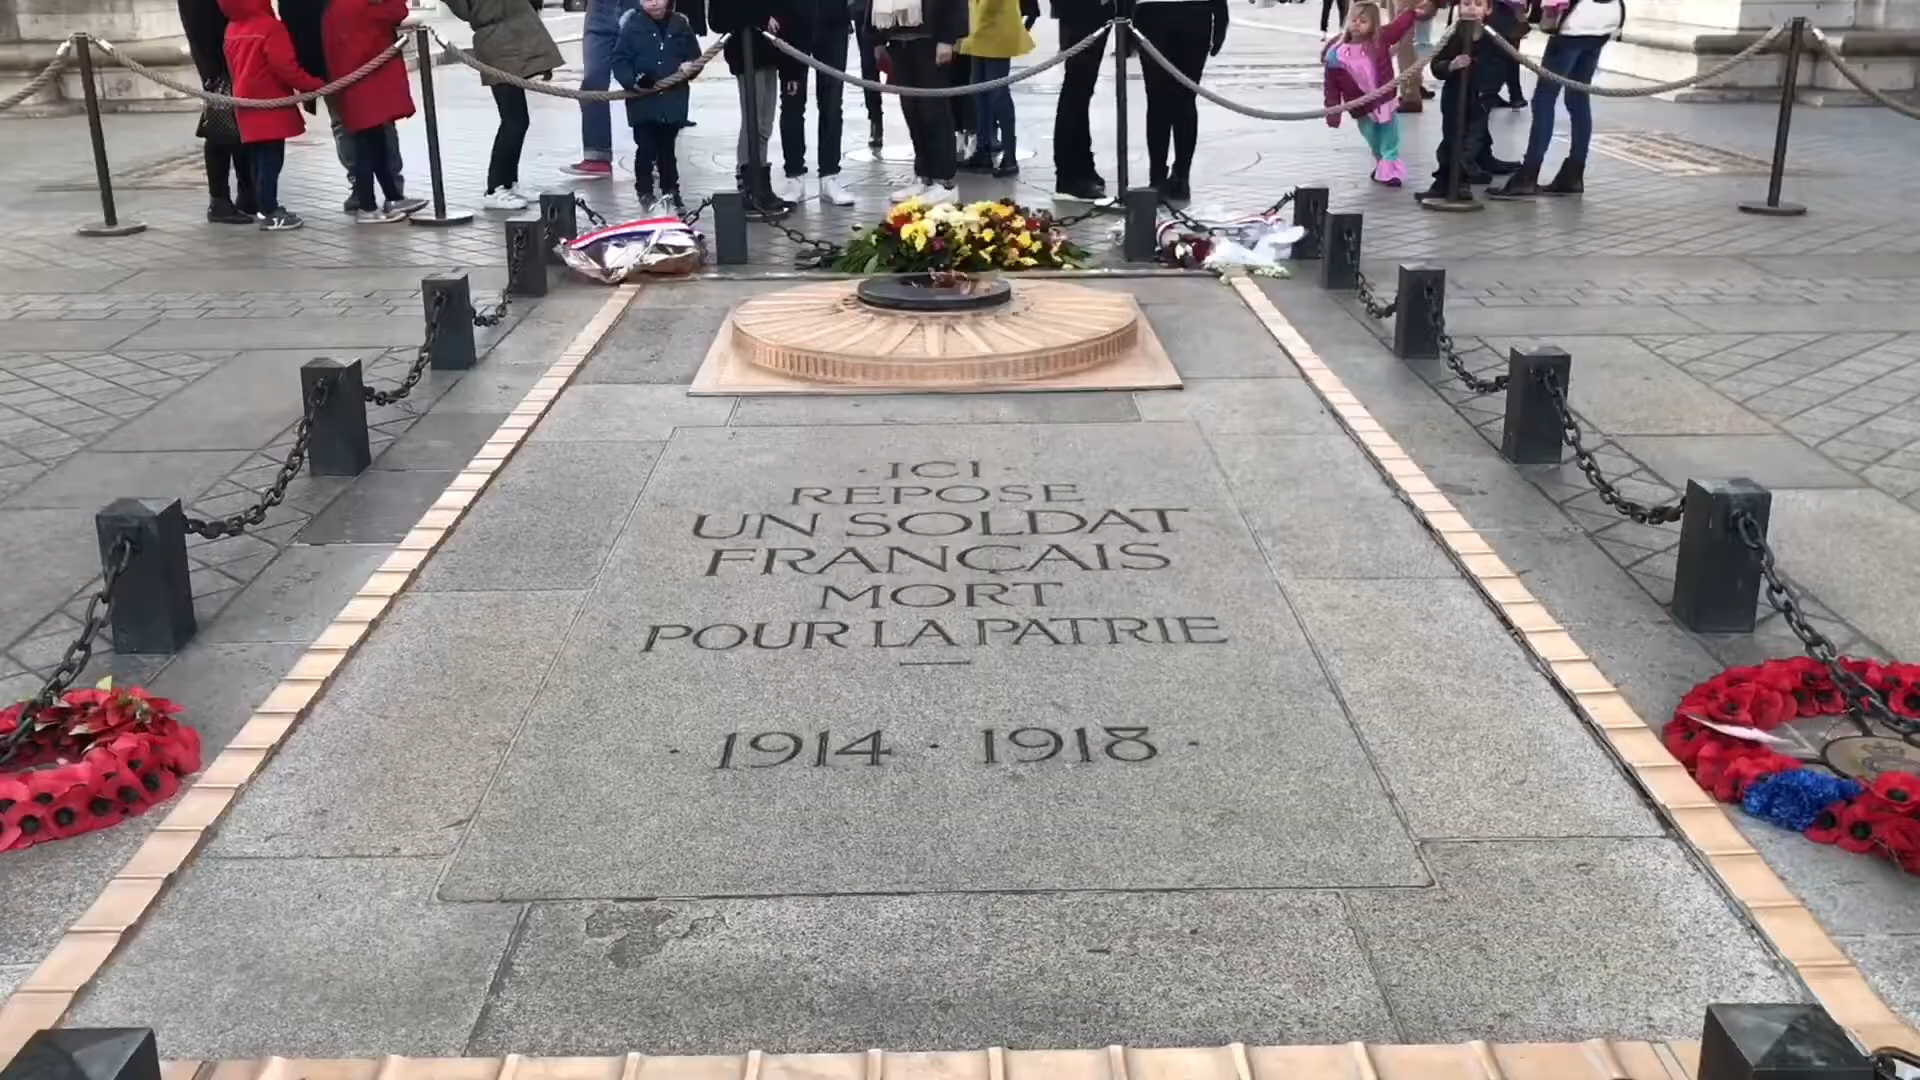 · ICI ·
REPOSE
UN SOLDAT
FRANÇAIS
MORT
POUR LA PATRIE
· 1914 · 1918 ·